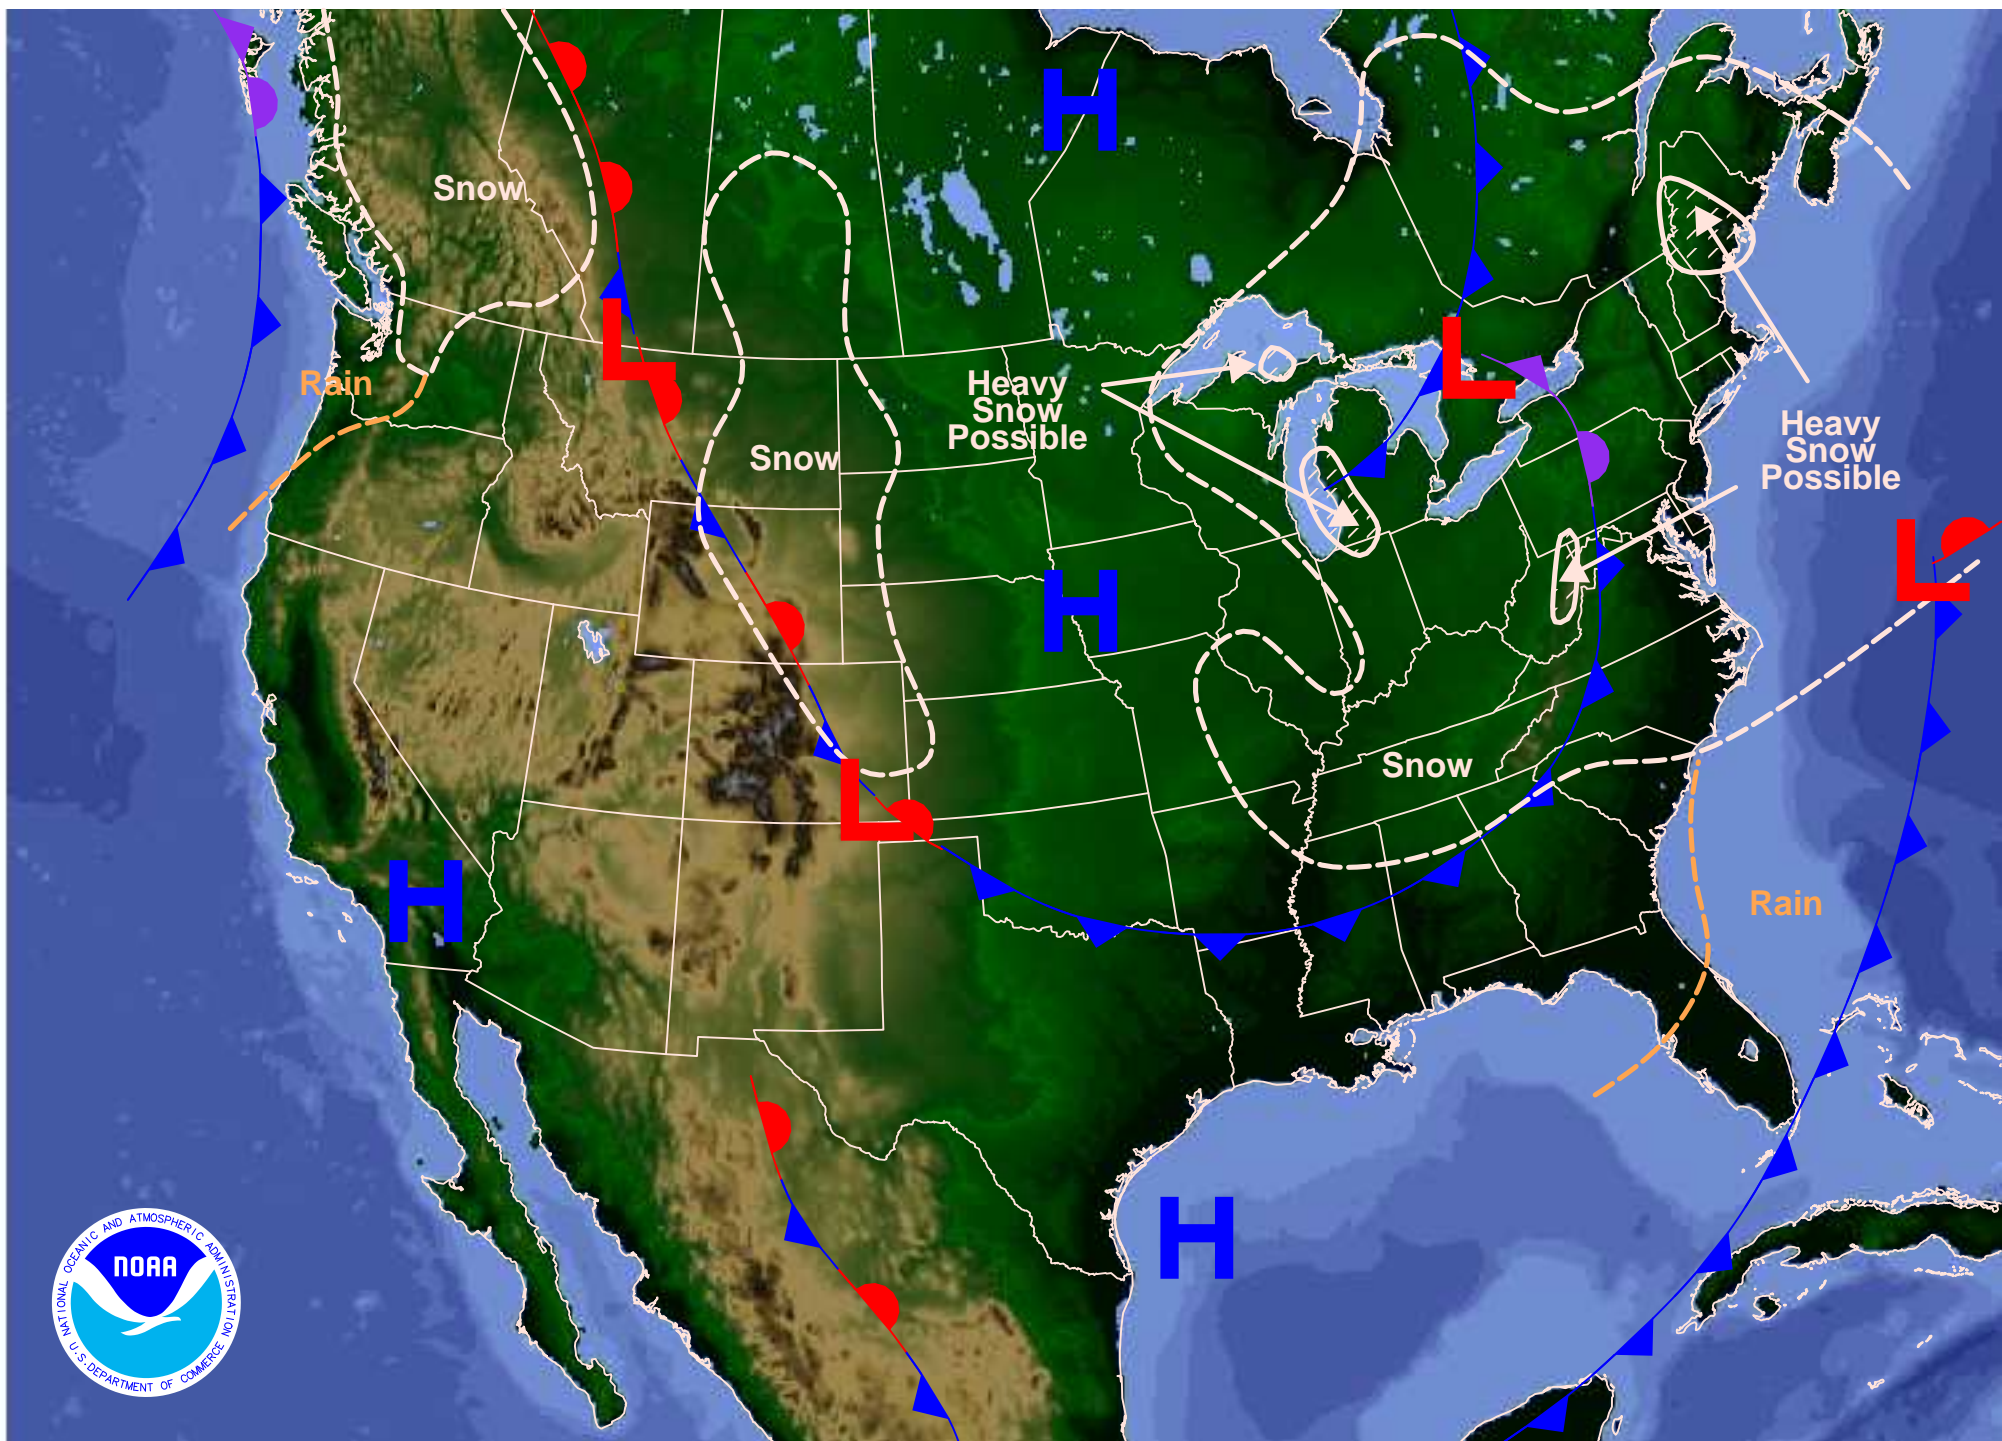 H
Snow
L
L
Rain
Heavy
Snow
Possible
Heavy
Snow
Possible
Snow
L
H
Snow
L
H
Rain
H
NATIONAL OCEANIC AND ATMOSPHERIC ADMINISTRATION
NOAA
U.S. DEPARTMENT OF COMMERCE